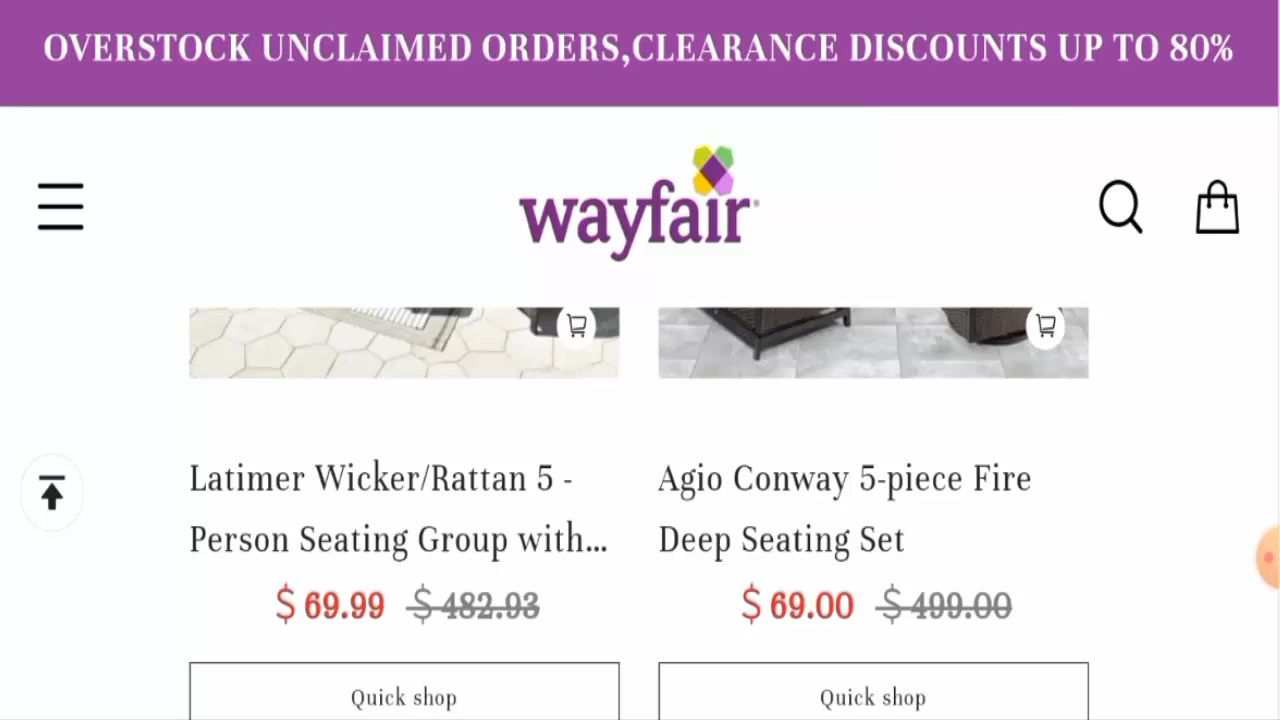 OVERSTOCK UNCLAIMED ORDERS,CLEARANCE DISCOUNTS UP TO 80%
wayfair
Latimer Wicker/Rattan 5 -
Person Seating Group with...
$ 69.99 $ 482.93
Quick shop
Agio Conway 5-piece Fire
Deep Seating Set
$ 69.00 $ 499.00
Quick shop